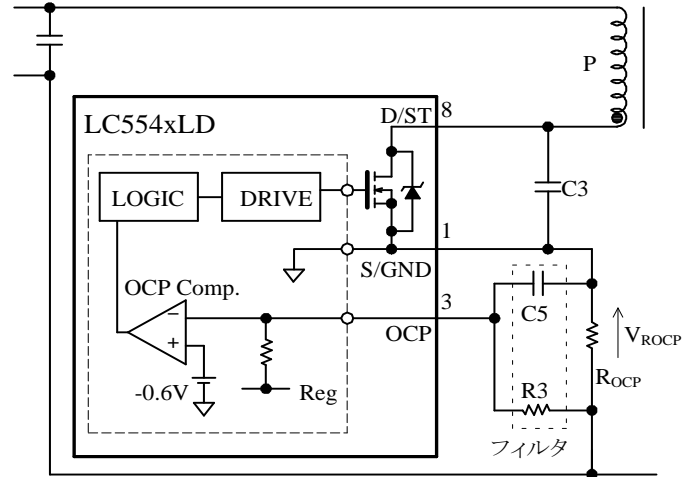 P
LC554xLD
D/ST
8
LOGIC
DRIVE
C3
1
S/GND
OCP Comp.
3
OCP
C5
V_ROCP
R_OCP
-0.6V
Reg
R3
フィルタ
−
+